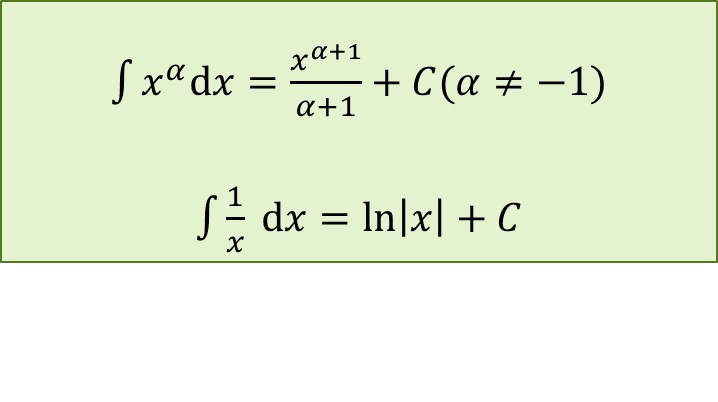 ∫ x^α dx = x^(α+1)/(α+1) + C(α ≠ −1)
∫ 1/x dx = ln|x| + C